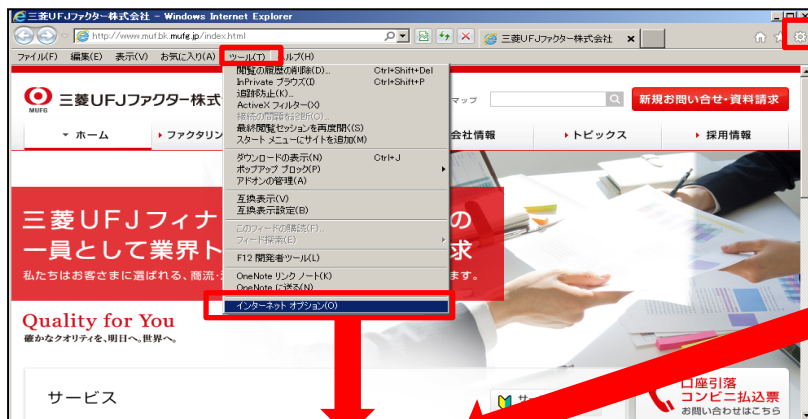 三菱UFJファクター株式会社 - Windows Internet Explorer
http://www.muf.bk.mufg.jp/index.html
三菱UFJファクター株式会社
ファイル(F) 編集(E) 表示(V) お気に入り(A) ツール(T) ヘルプ(H)
閲覧の履歴の削除(D)... Ctrl+Shift+Del
InPrivate ブラウズ(I) Ctrl+Shift+P
追跡防止(K)...
ActiveX フィルター(X)
接続の問題を診断(C)...
最終閲覧セッションを再度開く(S)
スタート メニューにサイトを追加(M)
ダウンロードの表示(N) Ctrl+J
ポップアップ ブロック(P)
アドオンの管理(A)
互換表示(V)
互換表示設定(B)
このフィードの購読(F)...
フィード探索(E)
F12 開発者ツール(L)
OneNote リンク ノート(K)
OneNote に送る(N)
インターネット オプション(O)
MUFG
三菱UFJファクター株式
マップ
新規お問い合せ・資料請求
ホーム
ファクタリン
会社情報
トピックス
採用情報
三菱UFJフィナ
の
一員として業界ト
求
私たちはお客さまに選ばれる、商流・
ます。
Quality for You
確かなクオリティを、明日へ。世界へ。
サービス
サ
口座引落
コンビニ払込票
お問い合わせはこちら